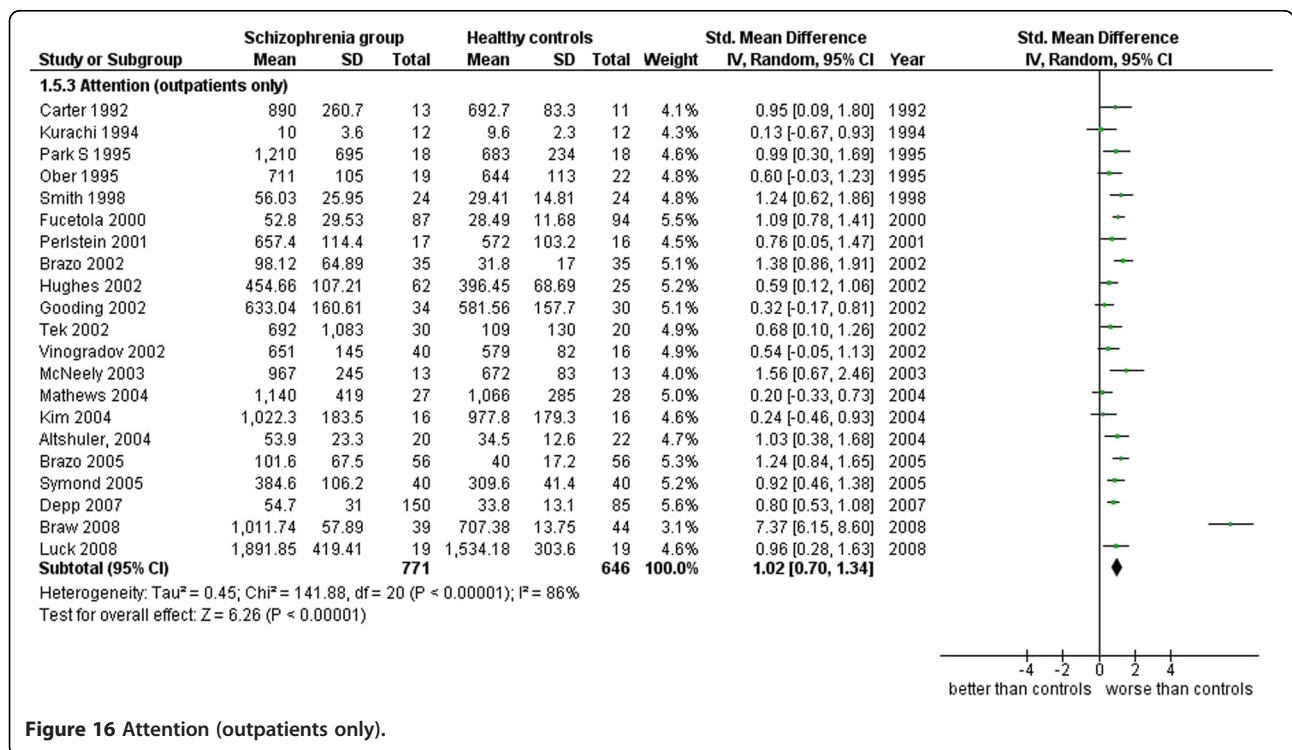 Schizophrenia group Healthy controls Std. Mean Difference Std. Mean Difference
Study or Subgroup Mean SD Total Mean SD Total Weight IV, Random, 95% CI Year IV, Random, 95% CI
1.5.3 Attention (outpatients only)
Carter 1992 890 260.7 13 692.7 83.3 11 4.1% 0.95 [0.09, 1.80] 1992
Kurachi 1994 10 3.6 12 9.6 2.3 12 4.3% 0.13 [-0.67, 0.93] 1994
Park S 1995 1,210 695 18 683 234 18 4.6% 0.99 [0.30, 1.69] 1995
Ober 1995 711 105 19 644 113 22 4.8% 0.60 [-0.03, 1.23] 1995
Smith 1998 56.03 25.95 24 29.41 14.81 24 4.8% 1.24 [0.62, 1.86] 1998
Fucetola 2000 52.8 29.53 87 28.49 11.68 94 5.5% 1.09 [0.78, 1.41] 2000
Perlstein 2001 657.4 114.4 17 572 103.2 16 4.5% 0.76 [0.05, 1.47] 2001
Brazo 2002 98.12 64.89 35 31.8 17 35 5.1% 1.38 [0.86, 1.91] 2002
Hughes 2002 454.66 107.21 62 396.45 68.69 25 5.2% 0.59 [0.12, 1.06] 2002
Gooding 2002 633.04 160.61 34 581.56 157.7 30 5.1% 0.32 [-0.17, 0.81] 2002
Tek 2002 692 1,083 30 109 130 20 4.9% 0.68 [0.10, 1.26] 2002
Vinogradov 2002 651 145 40 579 82 16 4.9% 0.54 [-0.05, 1.13] 2002
McNeely 2003 967 245 13 672 83 13 4.0% 1.56 [0.67, 2.46] 2003
Mathews 2004 1,140 419 27 1,066 285 28 5.0% 0.20 [-0.33, 0.73] 2004
Kim 2004 1,022.3 183.5 16 977.8 179.3 16 4.6% 0.24 [-0.46, 0.93] 2004
Altshuler, 2004 53.9 23.3 20 34.5 12.6 22 4.7% 1.03 [0.38, 1.68] 2004
Brazo 2005 101.6 67.5 56 40 17.2 56 5.3% 1.24 [0.84, 1.65] 2005
Symond 2005 384.6 106.2 40 309.6 41.4 40 5.2% 0.92 [0.46, 1.38] 2005
Depp 2007 54.7 31 150 33.8 13.1 85 5.5% 0.80 [0.53, 1.08] 2007
Braw 2008 1,011.74 57.89 39 707.38 13.75 44 3.1% 7.37 [6.15, 8.60] 2008
Luck 2008 1,891.85 419.41 19 1,534.18 303.6 19 4.6% 0.96 [0.28, 1.63] 2008
Subtotal (95% CI) 771 646 100.0% 1.02 [0.70, 1.34]
Heterogeneity: Tau² = 0.45; Chi² = 141.88, df = 20 (P < 0.00001); I² = 86%
Test for overall effect: Z = 6.26 (P < 0.00001)
-4 -2 0 2 4
better than controls worse than controls
Figure 16 Attention (outpatients only).